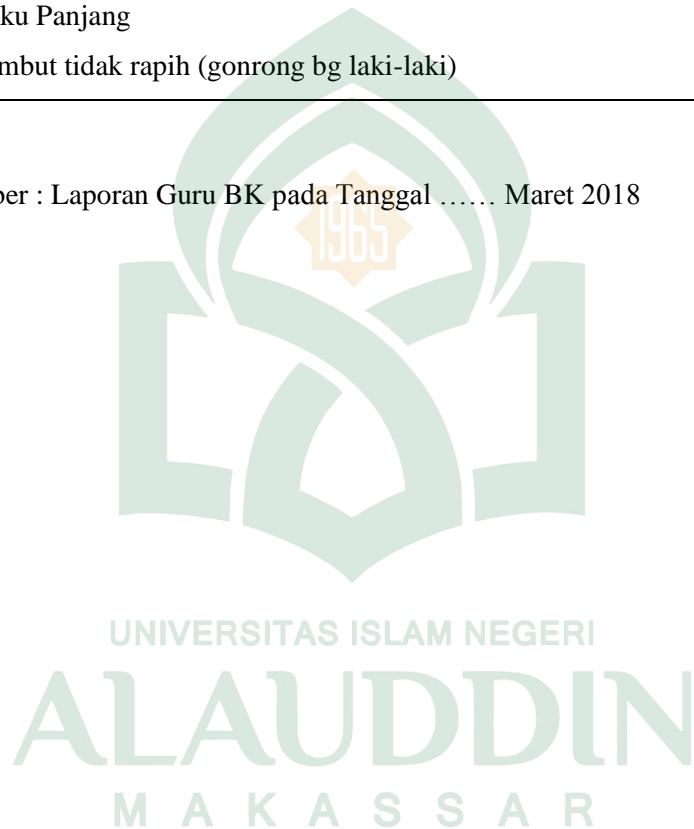 ku Panjang
mbut tidak rapih (gonrong bg laki-laki)
ber : Laporan Guru BK pada Tanggal …… Maret 2018
1965
UNIVERSITAS ISLAM NEGERI
ALAUDDIN
MAKASSAR